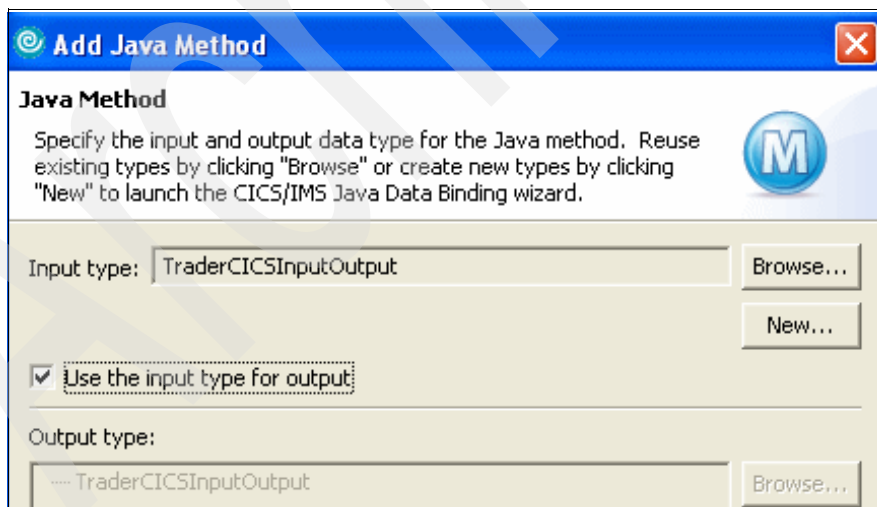 Add Java Method
Java Method
Specify the input and output data type for the Java method. Reuse
existing types by clicking "Browse" or create new types by clicking
"New" to launch the CICS/IMS Java Data Binding wizard.
M
Input type: TraderCICSInputOutput Browse...
New...
Use the input type for output
Output type:
TraderCICSInputOutput Browse...